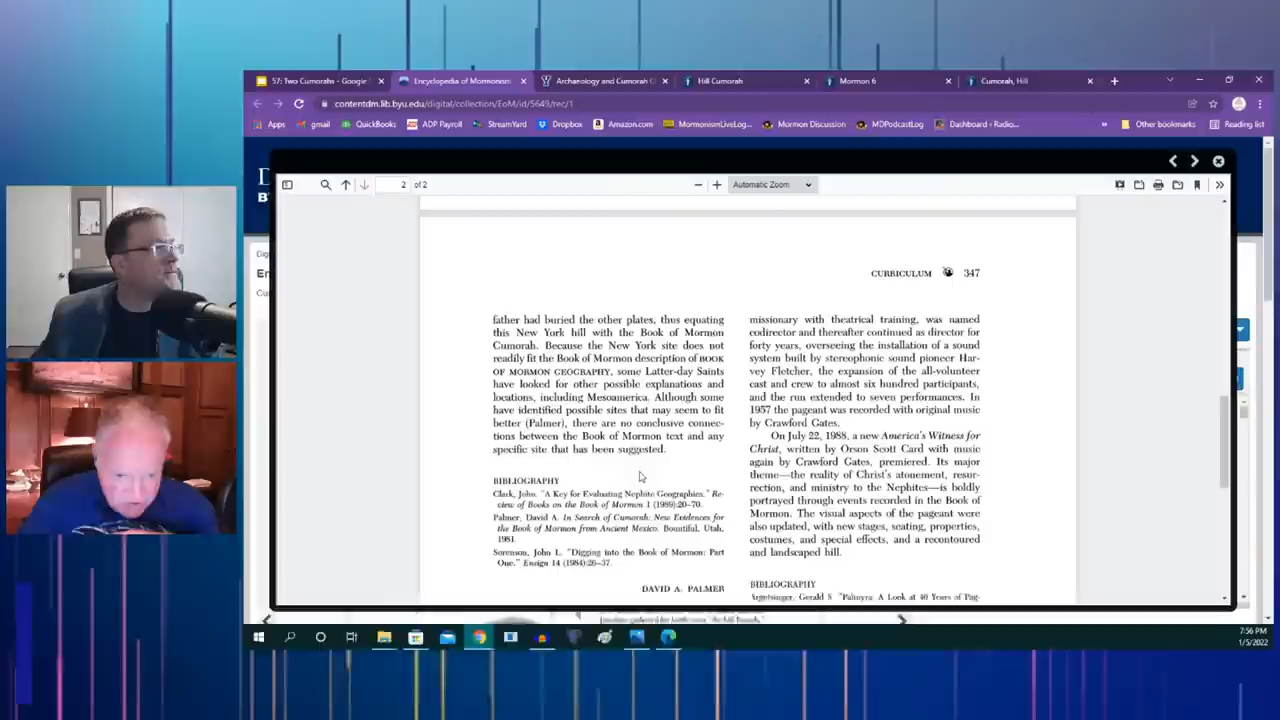 57: Two Cumorahs - Google
Encyclopedia of Mormonism
Archaeology and Cumorah
Hill Cumorah
Mormon 6
Cumorah, Hill
contentdm.lib.byu.edu/digital/collection/EoM/id/5649/rec/1
Apps gmail QuickBooks ADP Payroll StreamYard Dropbox Amazon.com MormonismLiveLog... Mormon Discussion MDPodcastLog Dashboard ‹ Radio... » Other bookmarks Reading list
2 of 2 Automatic Zoom
CURRICULUM 347
father had buried the other plates, thus equating
this New York hill with the Book of Mormon
Cumorah. Because the New York site does not
readily fit the Book of Mormon description of BOOK
OF MORMON GEOGRAPHY, some Latter-day Saints
have looked for other possible explanations and
locations, including Mesoamerica. Although some
have identified possible sites that may seem to fit
better (Palmer), there are no conclusive connec-
tions between the Book of Mormon text and any
specific site that has been suggested.
BIBLIOGRAPHY
Clark, John. "A Key for Evaluating Nephite Geographies." Re-
view of Books on the Book of Mormon 1 (1989):20–70.
Palmer, David A. In Search of Cumorah: New Evidences for
the Book of Mormon from Ancient Mexico. Bountiful, Utah,
1981.
Sorenson, John L. "Digging into the Book of Mormon: Part
One." Ensign 14 (1984):26–37.
DAVID A. PALMER
missionary with theatrical training, was named
codirector and thereafter continued as director for
forty years, overseeing the installation of a sound
system built by stereophonic sound pioneer Har-
vey Fletcher, the expansion of the all-volunteer
cast and crew to almost six hundred participants,
and the run extended to seven performances. In
1957 the pageant was recorded with original music
by Crawford Gates.
On July 22, 1988, a new America's Witness for
Christ, written by Orson Scott Card with music
again by Crawford Gates, premiered. Its major
theme—the reality of Christ's atonement, resur-
rection, and ministry to the Nephites—is boldly
portrayed through events recorded in the Book of
Mormon. The visual aspects of the pageant were
also updated, with new stages, seating, properties,
costumes, and special effects, and a recontoured
and landscaped hill.
BIBLIOGRAPHY
Argetsinger, Gerald S "Palmyra: A Look at 40 Years of Pag-
7:56 PM
1/5/2022